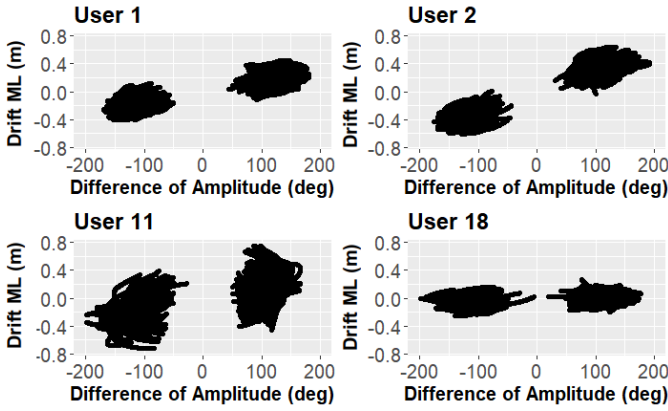 User 1
Drift ML (m)
0.8
0.4
0.0
-0.4
-0.8
-200 -100 0 100 200
Difference of Amplitude (deg)
User 2
Drift ML (m)
0.8
0.4
0.0
-0.4
-0.8
-200 -100 0 100 200
Difference of Amplitude (deg)
User 11
Drift ML (m)
0.8
0.4
0.0
-0.4
-0.8
-200 -100 0 100 200
Difference of Amplitude (deg)
User 18
Drift ML (m)
0.8
0.4
0.0
-0.4
-0.8
-200 -100 0 100 200
Difference of Amplitude (deg)